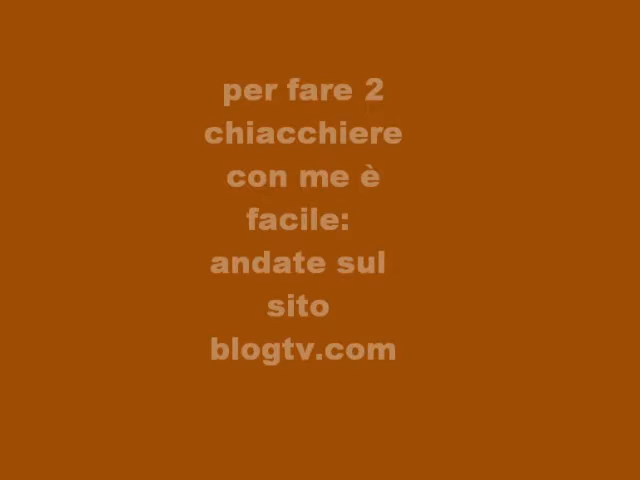 per fare 2
chiacchiere
con me è
facile:
andate sul
sito
blogtv.com